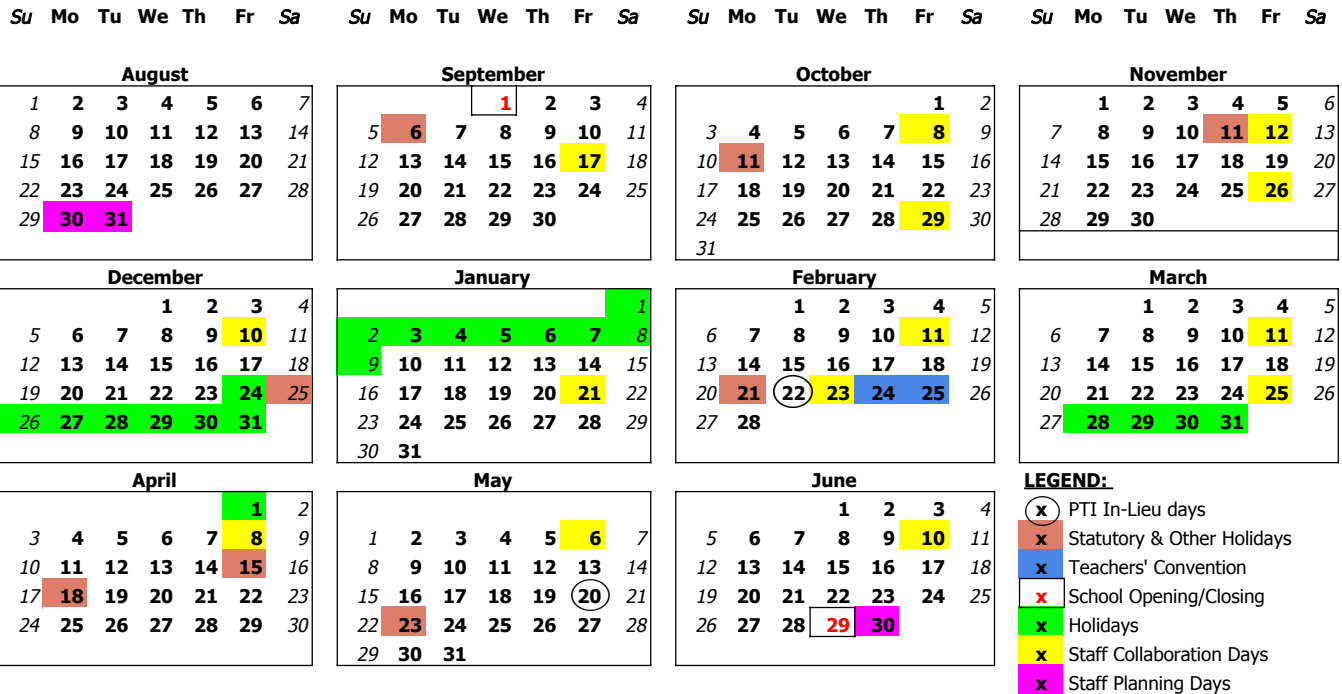 Su Mo Tu We Th Fr Sa Su Mo Tu We Th Fr Sa Su Mo Tu We Th Fr Sa Su Mo Tu We Th Fr Sa
August
1 2 3 4 5 6 7
8 9 10 11 12 13 14
15 16 17 18 19 20 21
22 23 24 25 26 27 28
29 30 31
September
1 2 3 4
5 6 7 8 9 10 11
12 13 14 15 16 17 18
19 20 21 22 23 24 25
26 27 28 29 30
October
1 2
3 4 5 6 7 8 9
10 11 12 13 14 15 16
17 18 19 20 21 22 23
24 25 26 27 28 29 30
31
November
1 2 3 4 5 6
7 8 9 10 11 12 13
14 15 16 17 18 19 20
21 22 23 24 25 26 27
28 29 30
December
1 2 3 4
5 6 7 8 9 10 11
12 13 14 15 16 17 18
19 20 21 22 23 24 25
26 27 28 29 30 31
January
1
2 3 4 5 6 7 8
9 10 11 12 13 14 15
16 17 18 19 20 21 22
23 24 25 26 27 28 29
30 31
February
1 2 3 4 5
6 7 8 9 10 11 12
13 14 15 16 17 18 19
20 21 22 23 24 25 26
27 28
March
1 2 3 4 5
6 7 8 9 10 11 12
13 14 15 16 17 18 19
20 21 22 23 24 25 26
27 28 29 30 31
April
1 2
3 4 5 6 7 8 9
10 11 12 13 14 15 16
17 18 19 20 21 22 23
24 25 26 27 28 29 30
May
1 2 3 4 5 6 7
8 9 10 11 12 13 14
15 16 17 18 19 20 21
22 23 24 25 26 27 28
29 30 31
June
1 2 3 4
5 6 7 8 9 10 11
12 13 14 15 16 17 18
19 20 21 22 23 24 25
26 27 28 29 30
LEGEND:
x PTI In-Lieu days
x Statutory & Other Holidays
x Teachers' Convention
x School Opening/Closing
x Holidays
x Staff Collaboration Days
x Staff Planning Days